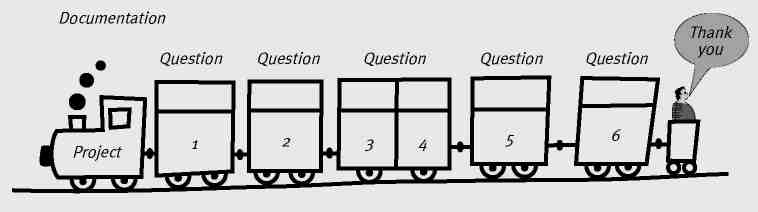 Documentation
Thank
you
Question
Question
Question
Question
Question
Project
1
2
3
4
5
6